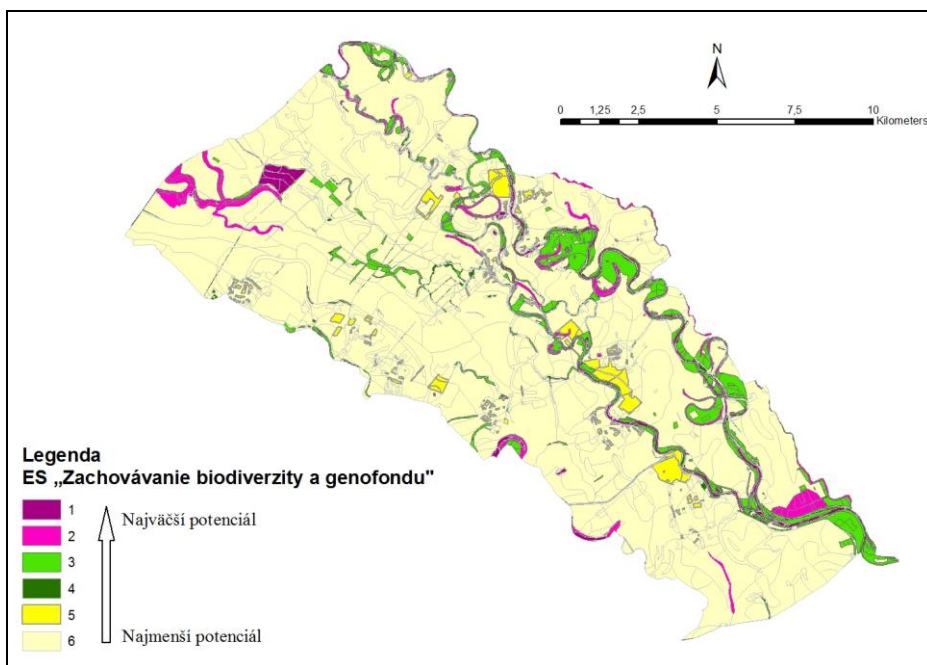 N
0 1,25 2,5 5 7,5 10
Kilometers
Legenda
ES „Zachovávanie biodiverzity a genofondu"
1
2
3
4
5
6
Najväčší potenciál
Najmenší potenciál